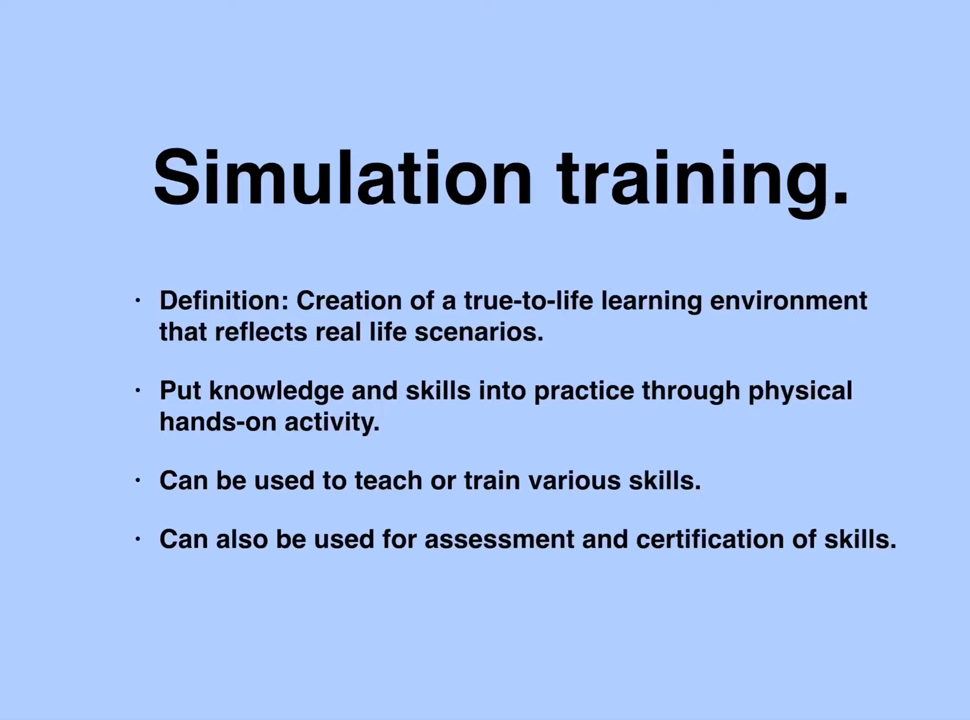 Simulation training.
· Definition: Creation of a true-to-life learning environment
that reflects real life scenarios.
· Put knowledge and skills into practice through physical
hands-on activity.
· Can be used to teach or train various skills.
· Can also be used for assessment and certification of skills.